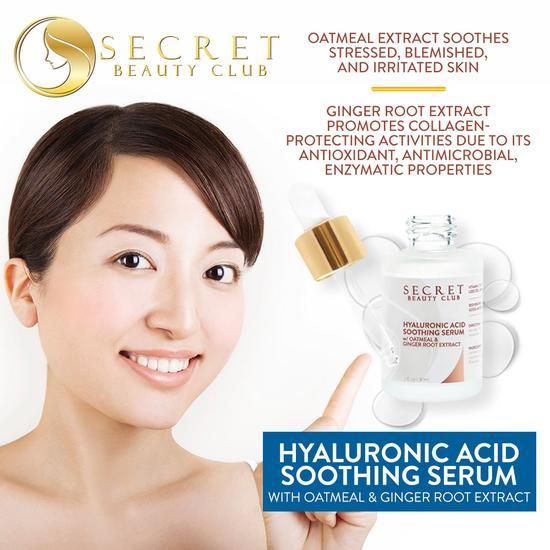 SECRET
BEAUTY CLUB
OATMEAL EXTRACT SOOTHES
STRESSED, BLEMISHED,
AND IRRITATED SKIN
GINGER ROOT EXTRACT
PROMOTES COLLAGEN-
PROTECTING ACTIVITIES DUE TO ITS
ANTIOXIDANT, ANTIMICROBIAL,
ENZYMATIC PROPERTIES
SECRET
BEAUTY CLUB
HYALURONIC ACID
SOOTHING SERUM
w/ OATMEAL &
GINGER ROOT EXTRACT
HYALURONIC ACID
SOOTHING SERUM
WITH OATMEAL & GINGER ROOT EXTRACT